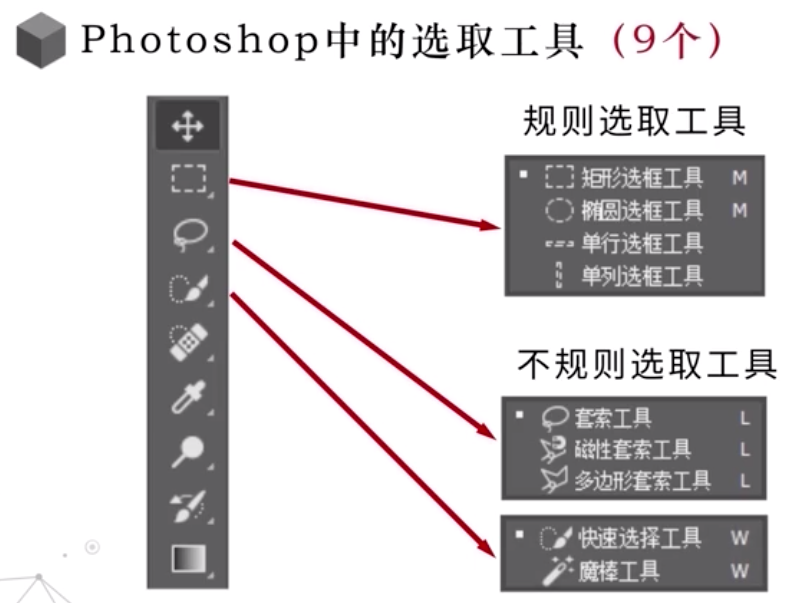 Photoshop中的选取工具（9个）
规则选取工具
矩形选框工具 M
椭圆选框工具 M
单行选框工具
单列选框工具
不规则选取工具
套索工具 L
磁性套索工具 L
多边形套索工具 L
快速选择工具 W
魔棒工具 W